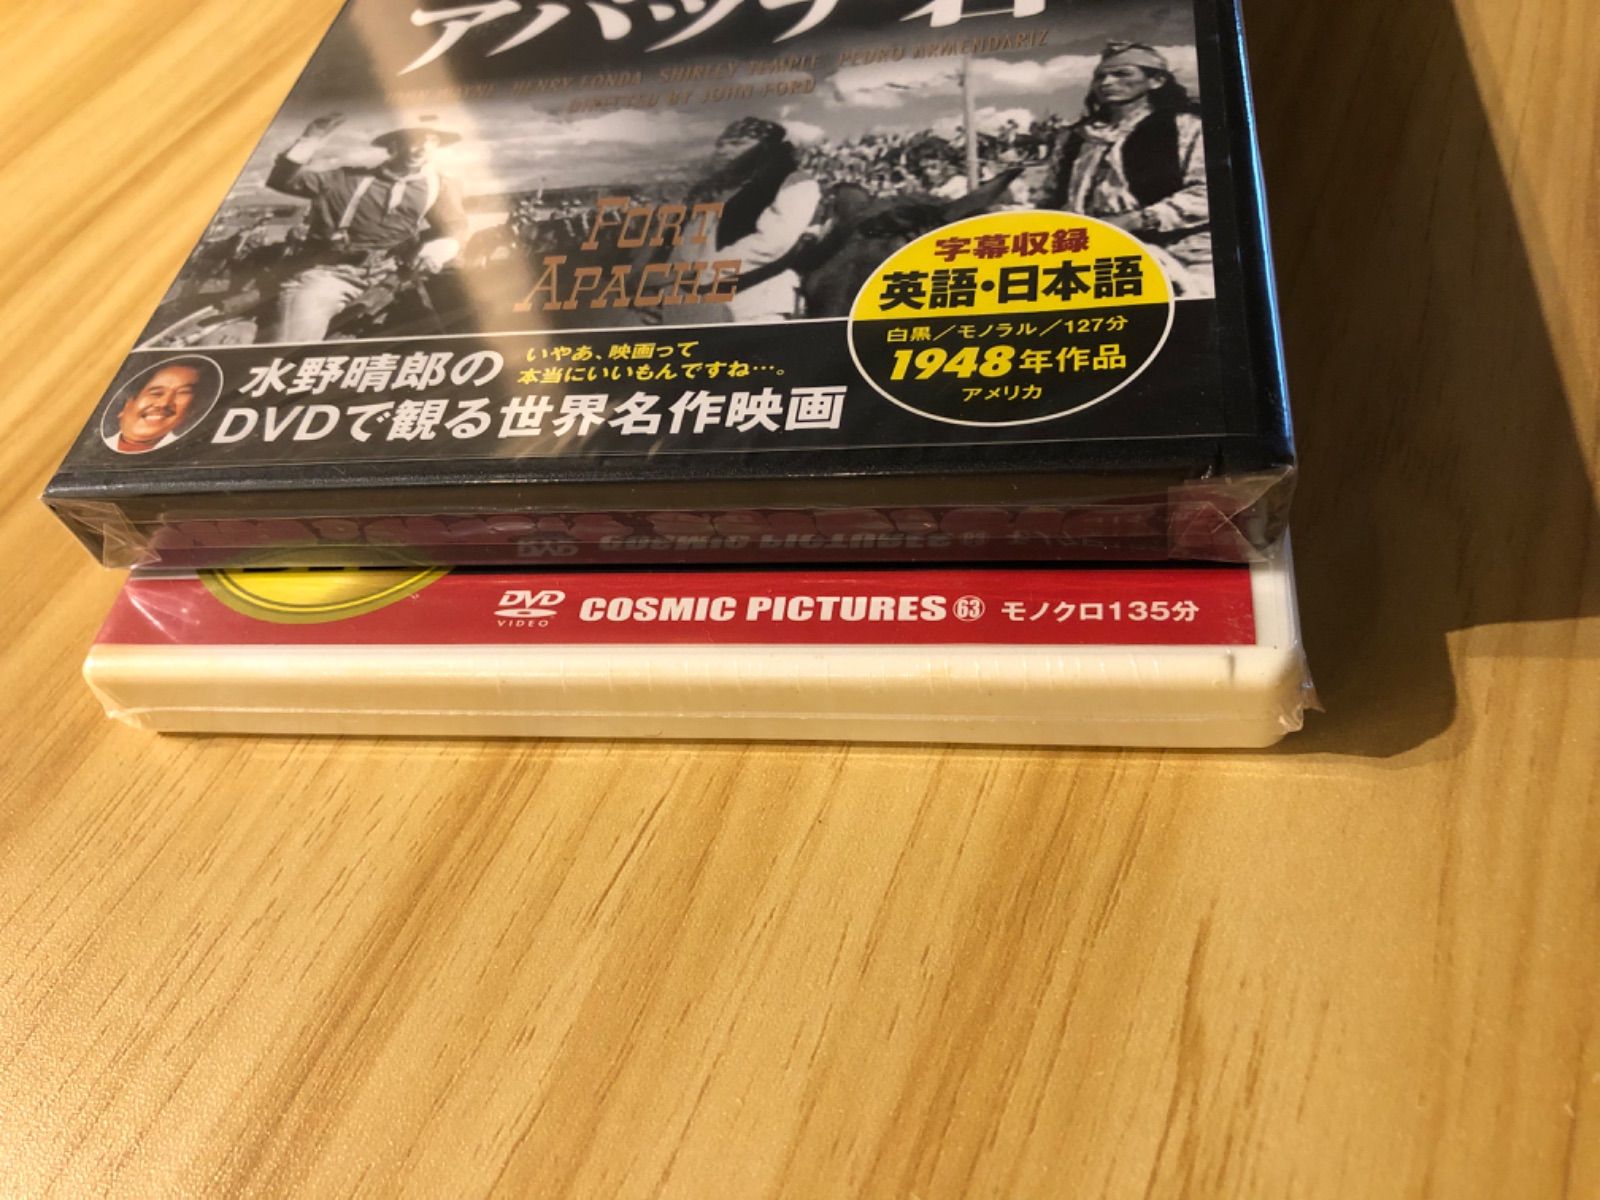 アパッチ砦
WAYNE HENRY FONDA SHIRLEY TEMPLE PEDRO ARMENDARIZ
DIRECTED BY JOHN FORD
FORT
APACHE
字幕収録
英語・日本語
白黒／モノラル／127分
1948年作品
アメリカ
水野晴郎の
いやあ、映画って
本当にいいもんですね…。
DVDで観る世界名作映画
DVD VIDEO COSMIC PICTURES 63 モノクロ135分